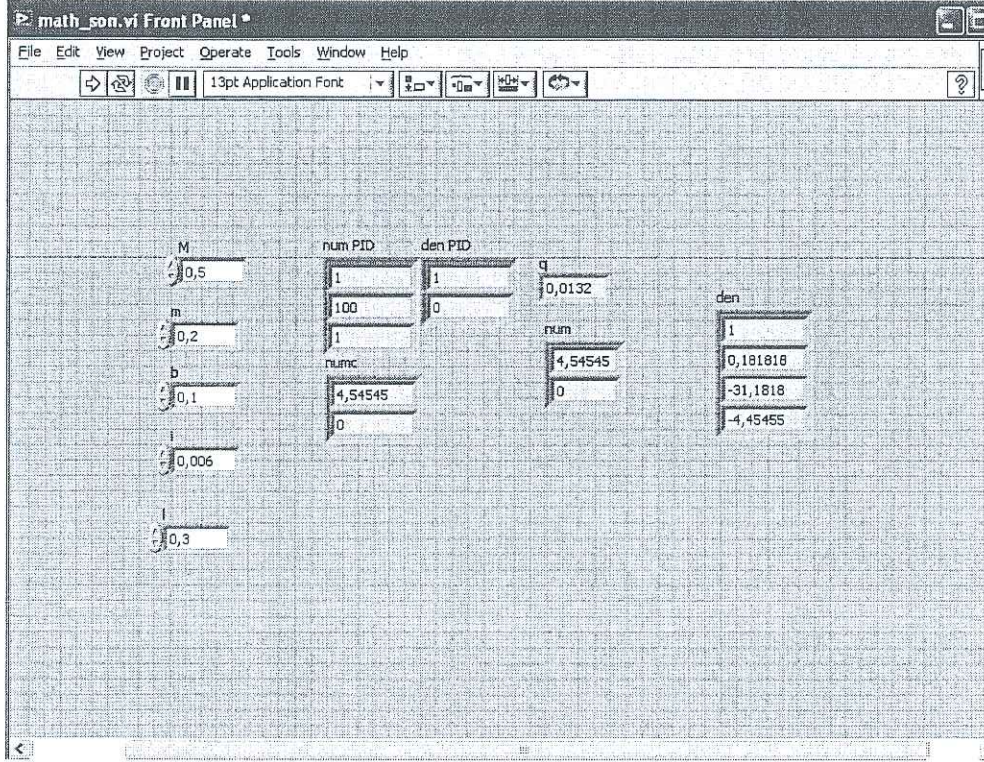 math_son.vi Front Panel *
File Edit View Project Operate Tools Window Help
13pt Application Font
M
0,5
m
0,2
b
0,1
i
0,006
l
0,3
num PID
1
100
1
den PID
1
0
numc
4,54545
0
q
0,0132
num
4,54545
0
den
1
0,181818
-31,1818
-4,45455